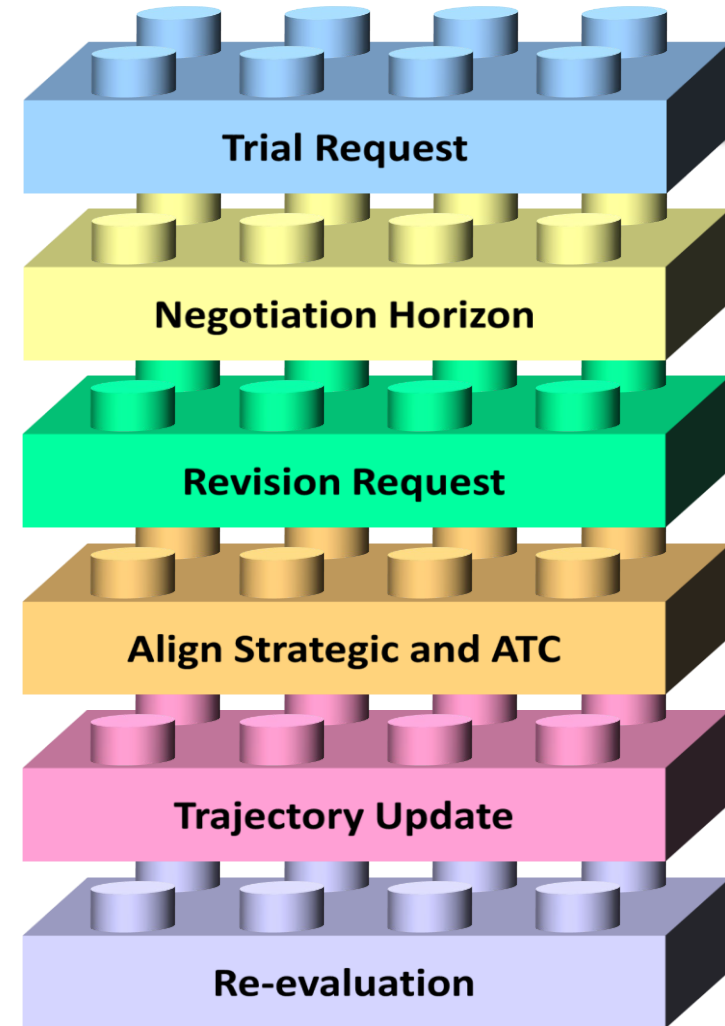 Trial Request
Negotiation Horizon
Revision Request
Align Strategic and ATC
Trajectory Update
Re-evaluation